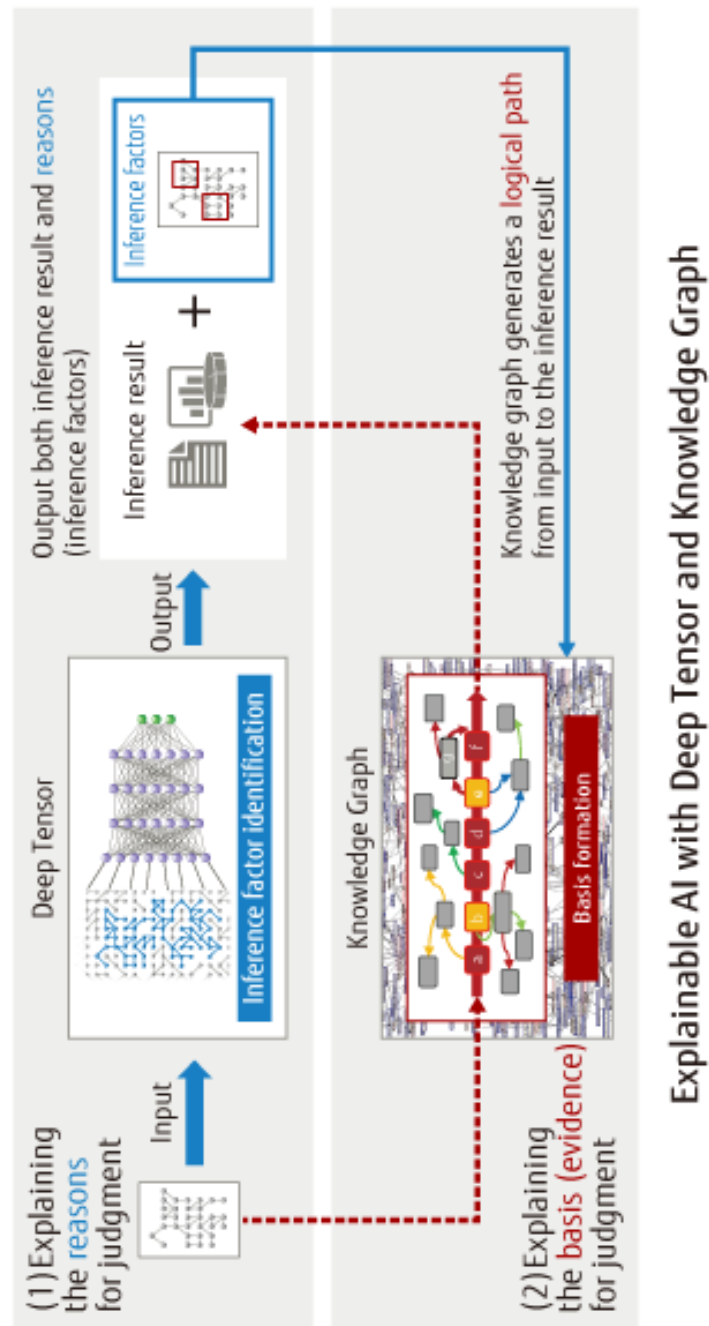 (1) Explaining
the reasons
for judgment
Input
Deep Tensor
Inference factor identification
Output
Output both inference result and reasons
(inference factors)
Inference result
+
Inference factors
(2) Explaining
the basis (evidence)
for judgment
Knowledge Graph
a
b
c
d
e
f
g
Basis formation
Knowledge graph generates a logical path
from input to the inference result
Explainable AI with Deep Tensor and Knowledge Graph